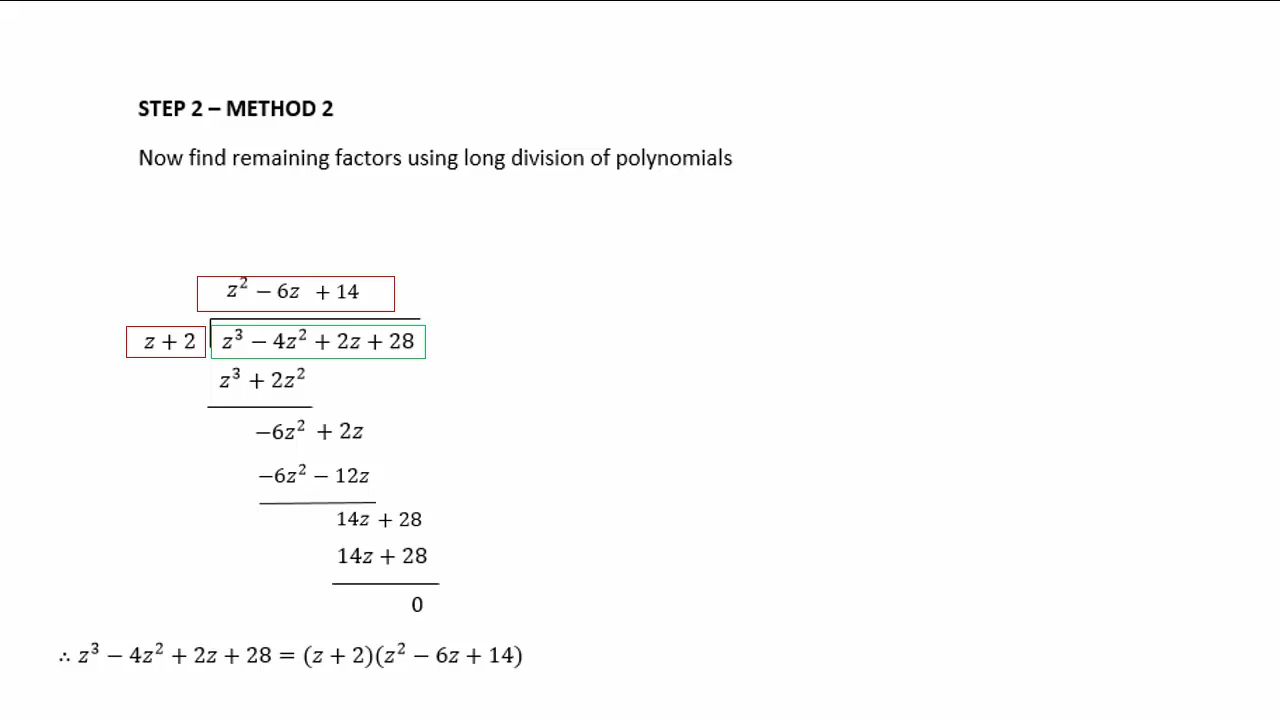 STEP 2 – METHOD 2
Now find remaining factors using long division of polynomials
z² − 6z + 14
z + 2 z³ − 4z² + 2z + 28
z³ + 2z²
−6z² + 2z
−6z² − 12z
14z + 28
14z + 28
0
∴ z³ − 4z² + 2z + 28 = (z + 2)(z² − 6z + 14)